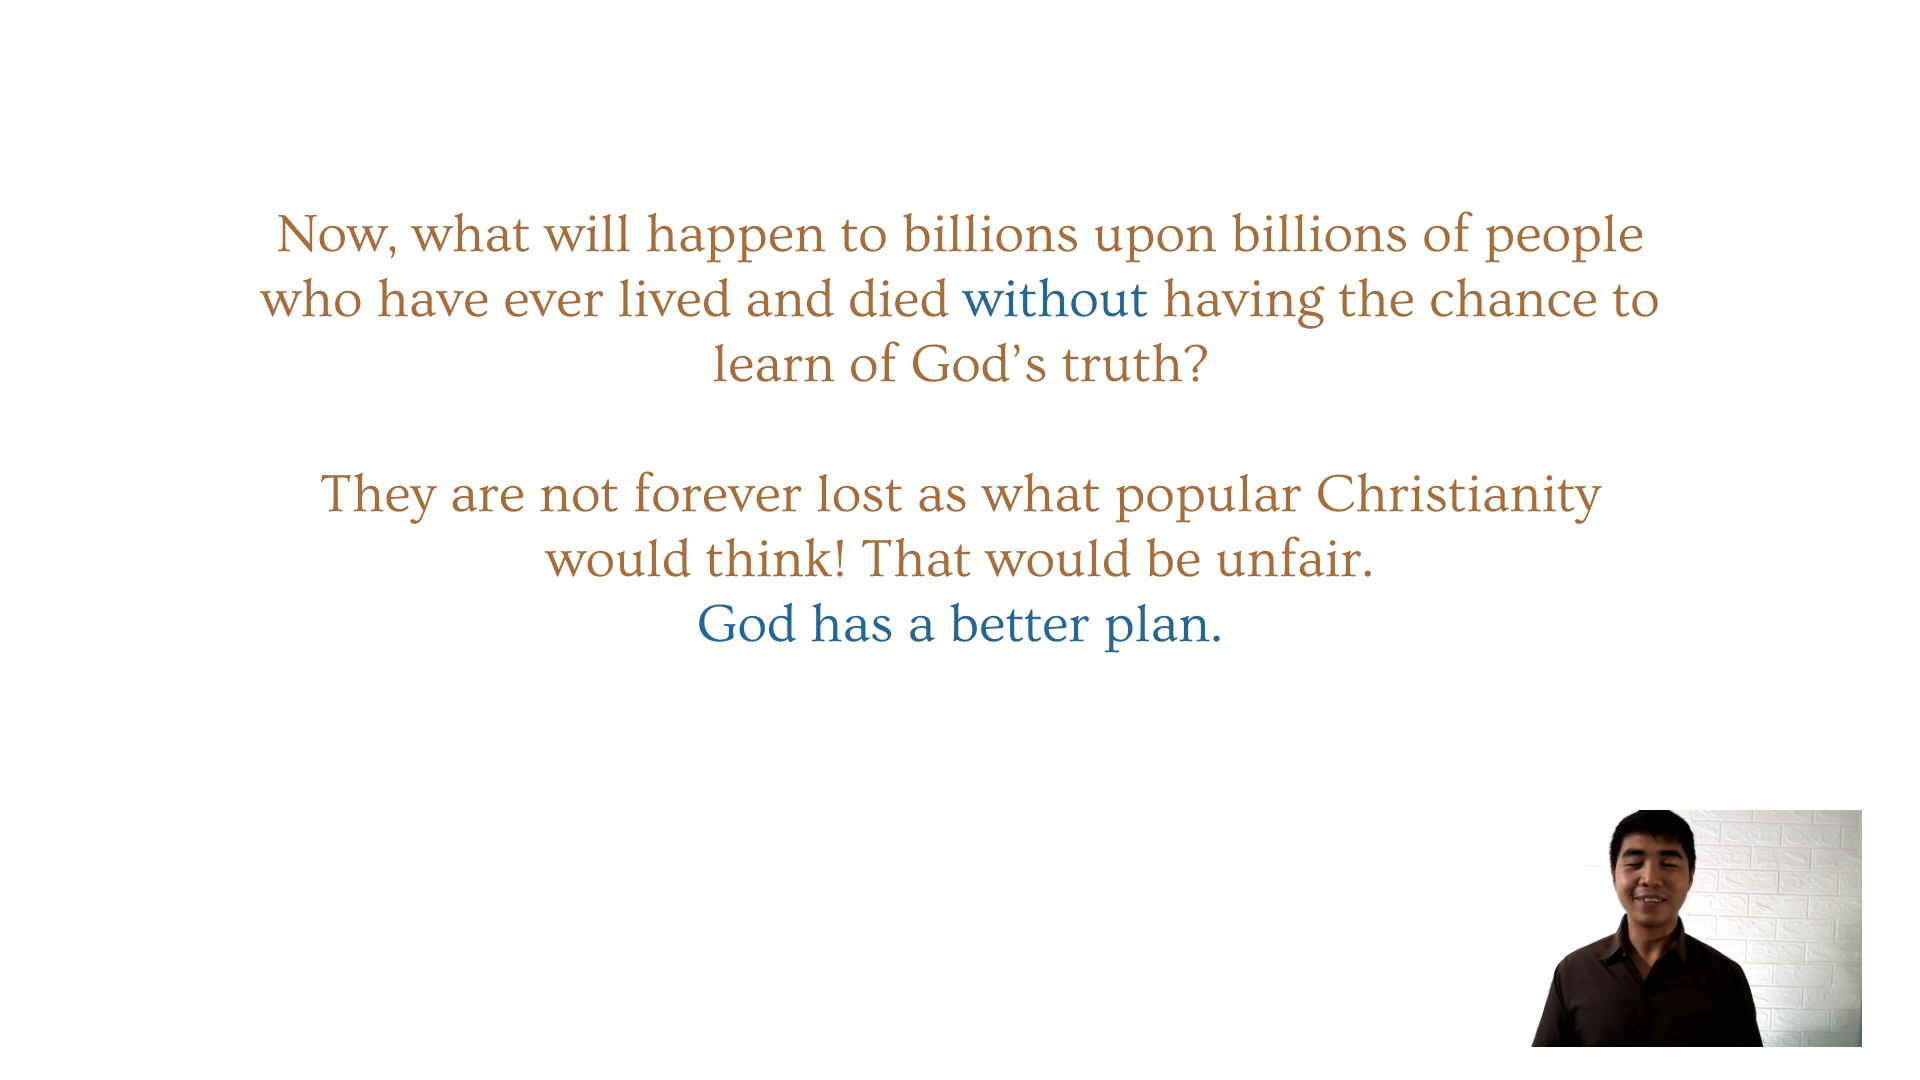 Now, what will happen to billions upon billions of people
who have ever lived and died without having the chance to
learn of God’s truth?
They are not forever lost as what popular Christianity
would think! That would be unfair.
God has a better plan.